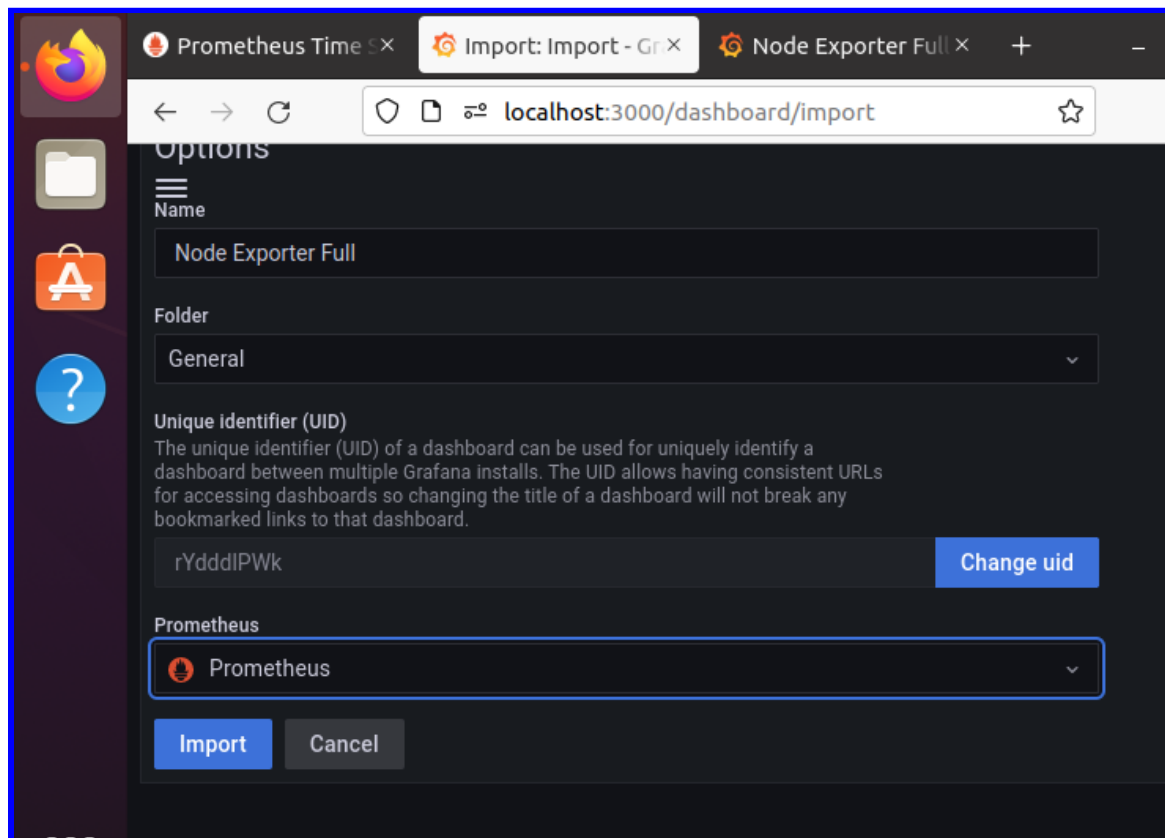 Prometheus Time S
Import: Import - Gr
Node Exporter Full
localhost:3000/dashboard/import
Options
Name
Node Exporter Full
Folder
General
Unique identifier (UID)
The unique identifier (UID) of a dashboard can be used for uniquely identify a
dashboard between multiple Grafana installs. The UID allows having consistent URLs
for accessing dashboards so changing the title of a dashboard will not break any
bookmarked links to that dashboard.
rYdddlPWk
Change uid
Prometheus
Prometheus
Import Cancel